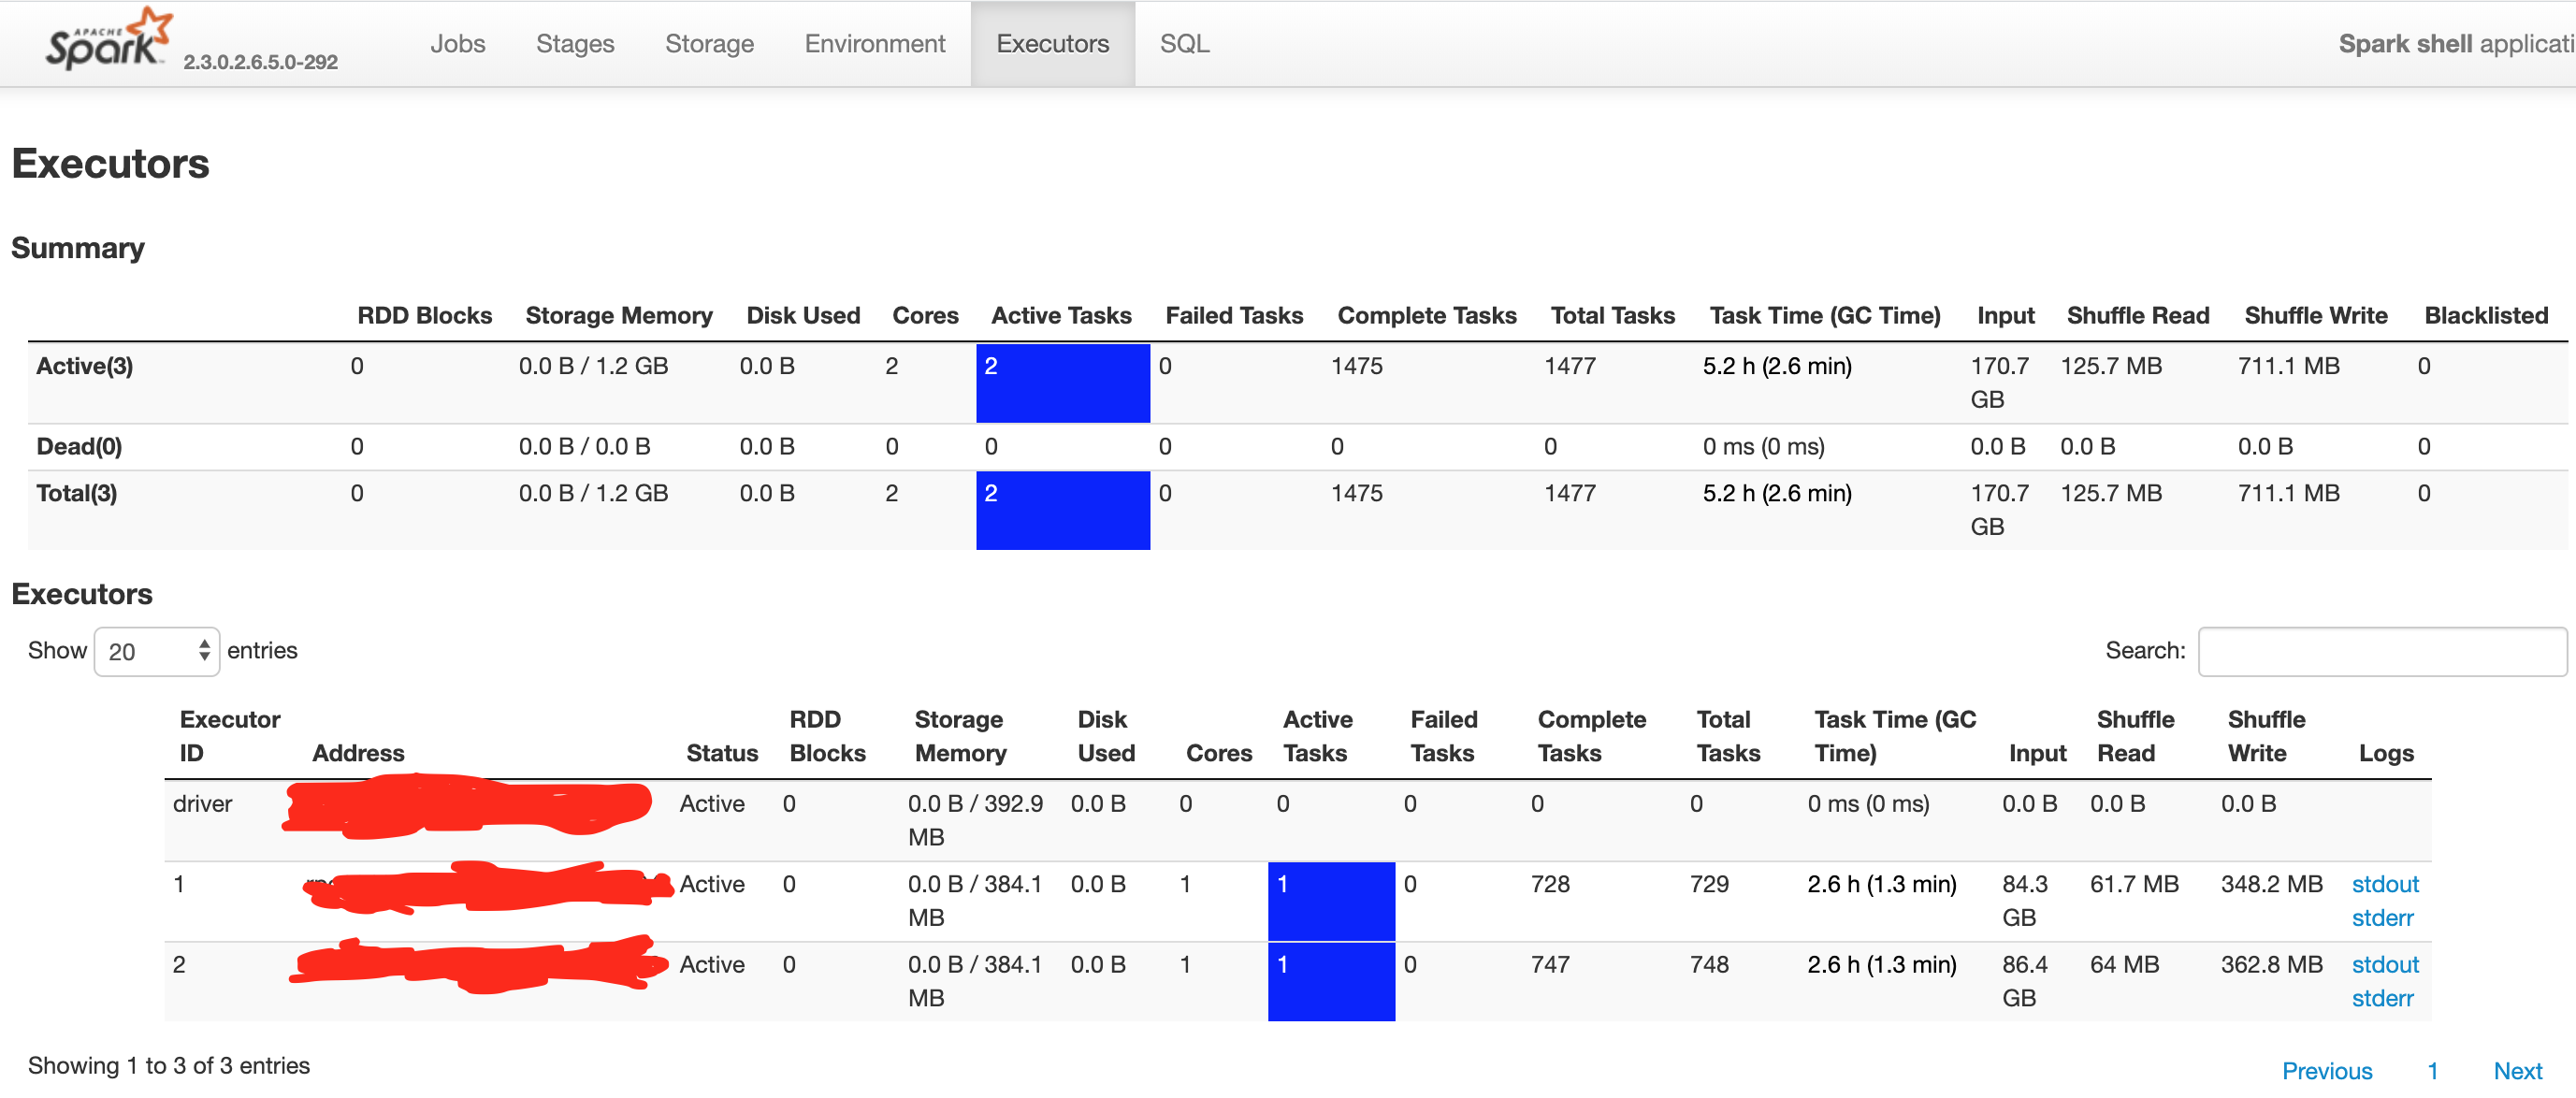 APACHE
Spark 2.3.0.2.6.5.0-292 Jobs Stages Storage Environment Executors SQL Spark shell applicati
Executors
Summary
RDD Blocks Storage Memory Disk Used Cores Active Tasks Failed Tasks Complete Tasks Total Tasks Task Time (GC Time) Input Shuffle Read Shuffle Write Blacklisted
Active(3) 0 0.0 B / 1.2 GB 0.0 B 2 2 0 1475 1477 5.2 h (2.6 min) 170.7 125.7 MB 711.1 MB 0
GB
Dead(0) 0 0.0 B / 0.0 B 0.0 B 0 0 0 0 0 0 ms (0 ms) 0.0 B 0.0 B 0.0 B 0
Total(3) 0 0.0 B / 1.2 GB 0.0 B 2 2 0 1475 1477 5.2 h (2.6 min) 170.7 125.7 MB 711.1 MB 0
GB
Executors
Show 20 entries Search:
Executor RDD Storage Disk Active Failed Complete Total Task Time (GC Shuffle Shuffle
ID Address Status Blocks Memory Used Cores Tasks Tasks Tasks Tasks Time) Input Read Write Logs
driver Active 0 0.0 B / 392.9 0.0 B 0 0 0 0 0 0 ms (0 ms) 0.0 B 0.0 B 0.0 B
MB
1 Active 0 0.0 B / 384.1 0.0 B 1 1 0 728 729 2.6 h (1.3 min) 84.3 61.7 MB 348.2 MB stdout
MB GB stderr
2 Active 0 0.0 B / 384.1 0.0 B 1 1 0 747 748 2.6 h (1.3 min) 86.4 64 MB 362.8 MB stdout
MB GB stderr
Showing 1 to 3 of 3 entries Previous 1 Next